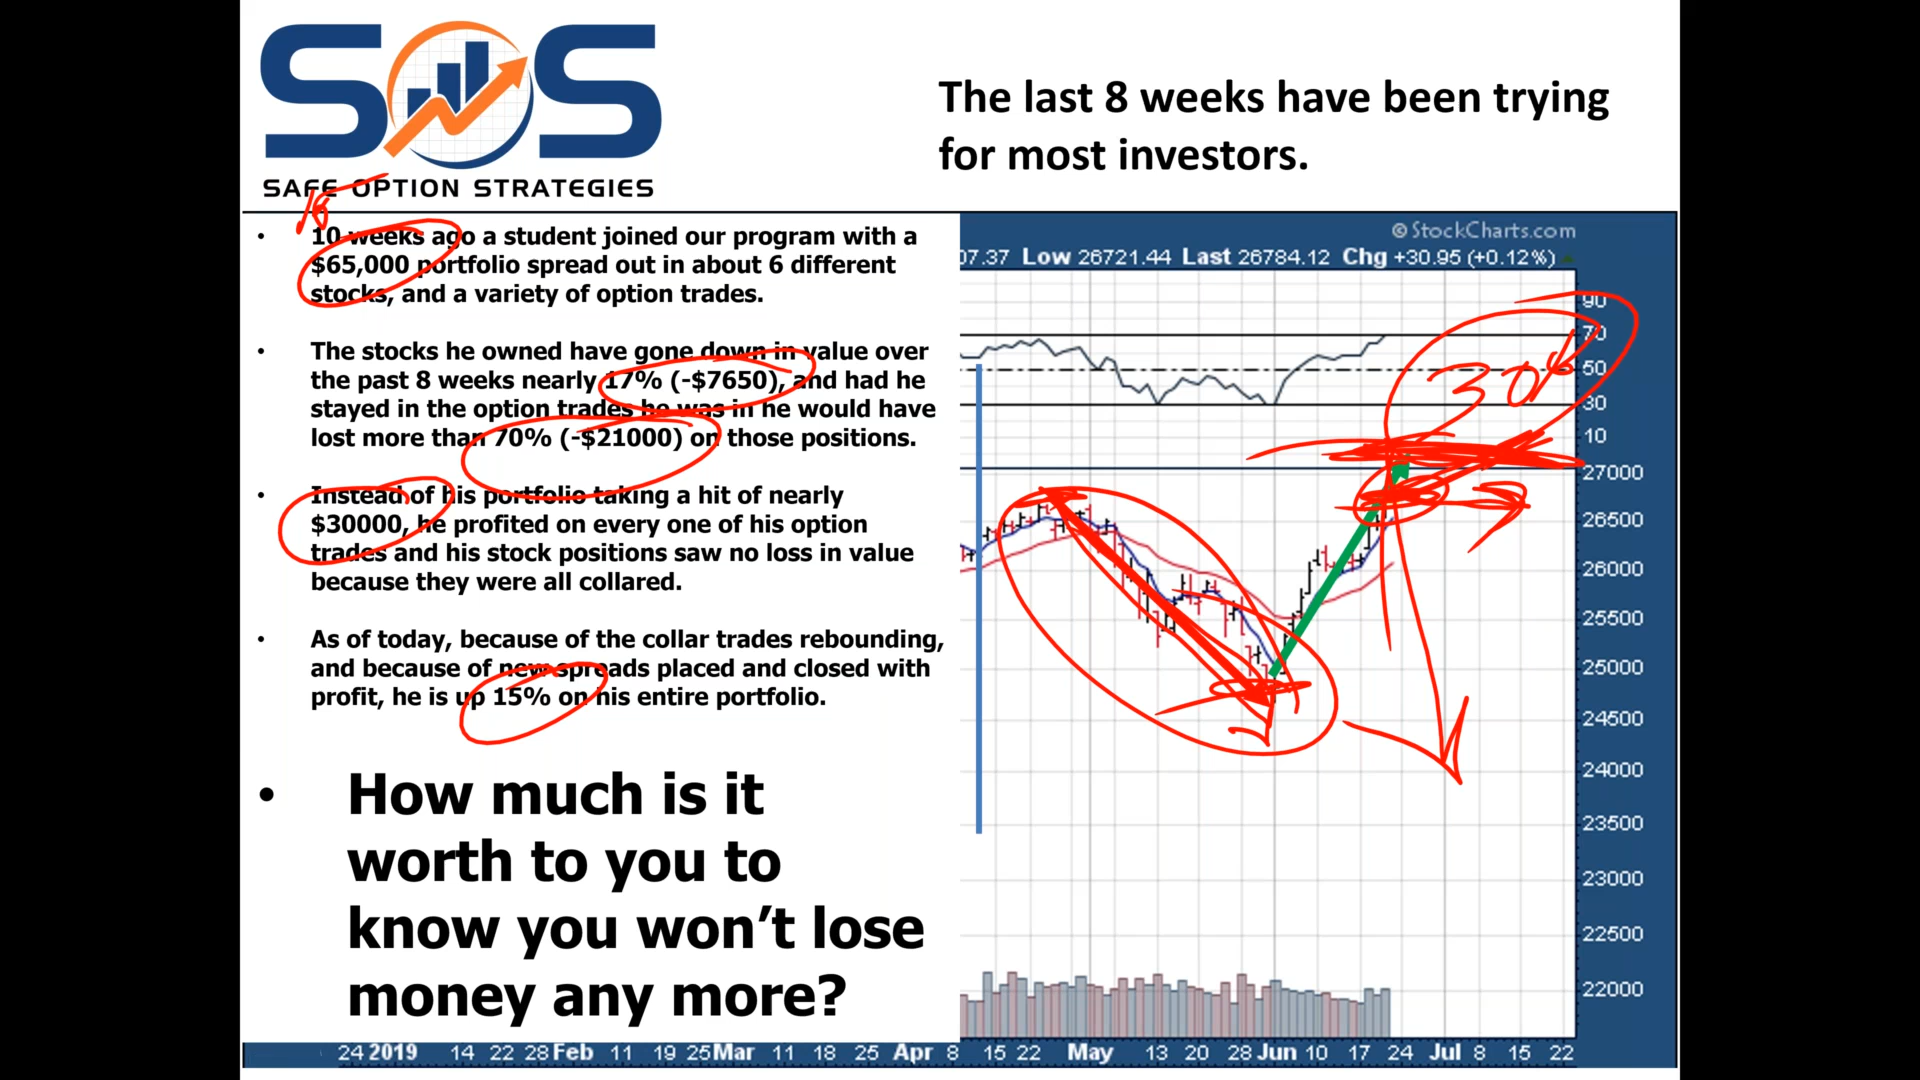 SOS
SAFE OPTION STRATEGIES
The last 8 weeks have been trying
for most investors.
• 10 weeks ago a student joined our program with a
$65,000 portfolio spread out in about 6 different
stocks, and a variety of option trades.
• The stocks he owned have gone down in value over
the past 8 weeks nearly 17% (-$7650), and had he
stayed in the option trades he was in he would have
lost more than 70% (-$21000) on those positions.
• Instead of his portfolio taking a hit of nearly
$30000, he profited on every one of his option
trades and his stock positions saw no loss in value
because they were all collared.
• As of today, because of the collar trades rebounding,
and because of new spreads placed and closed with
profit, he is up 15% on his entire portfolio.
• How much is it
worth to you to
know you won't lose
money any more?
© StockCharts.com
07.37 Low 26721.44 Last 26784.12 Chg +30.95 (+0.12%)
90
70
50
30
10
27000
26500
26000
25500
25000
24500
24000
23500
23000
22500
22000
24 2019 14 22 28 Feb 11 19 25 Mar 11 18 25 Apr 8 15 22 May 13 20 28 Jun 10 17 24 Jul 8 15 22